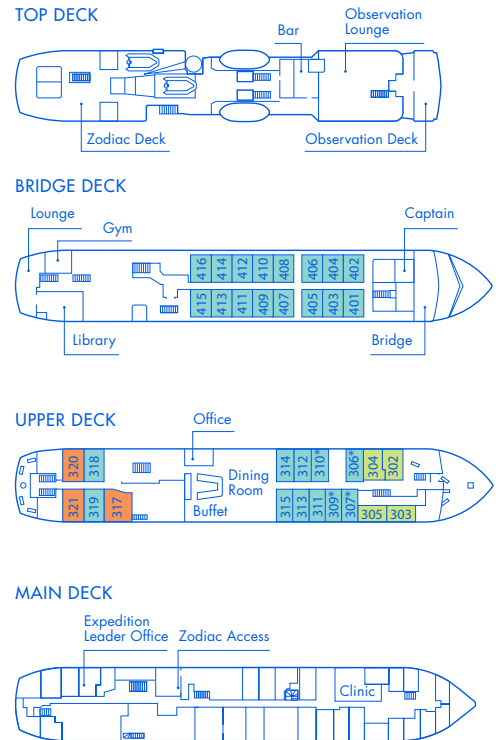 TOP DECK
Bar
Observation
Lounge
Zodiac Deck
Observation Deck
BRIDGE DECK
Lounge
Gym
Captain
416 414 412 410 408 406 404 402
415 413 411 409 407 405 403 401
Library
Bridge
UPPER DECK
Office
320 318 314 312 310* 306* 304 302
Dining
Room
Buffet
321 319 317 315 313 311 309* 307* 305 303
MAIN DECK
Expedition
Leader Office
Zodiac Access
Clinic